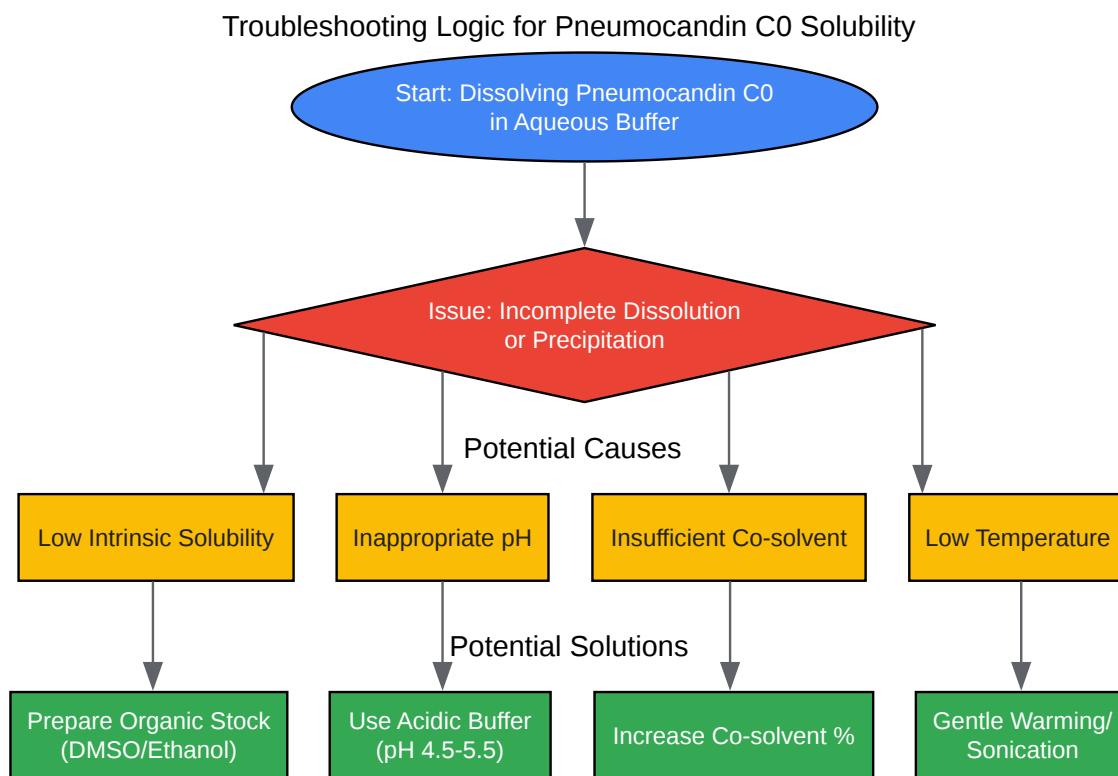 Troubleshooting Logic for Pneumocandin C0 Solubility
Start: Dissolving Pneumocandin C0
in Aqueous Buffer
Issue: Incomplete Dissolution
or Precipitation
Potential Causes
Low Intrinsic Solubility
Inappropriate pH
Insufficient Co-solvent
Low Temperature
Potential Solutions
Prepare Organic Stock
(DMSO/Ethanol)
Use Acidic Buffer
(pH 4.5-5.5)
Increase Co-solvent %
Gentle Warming/
Sonication